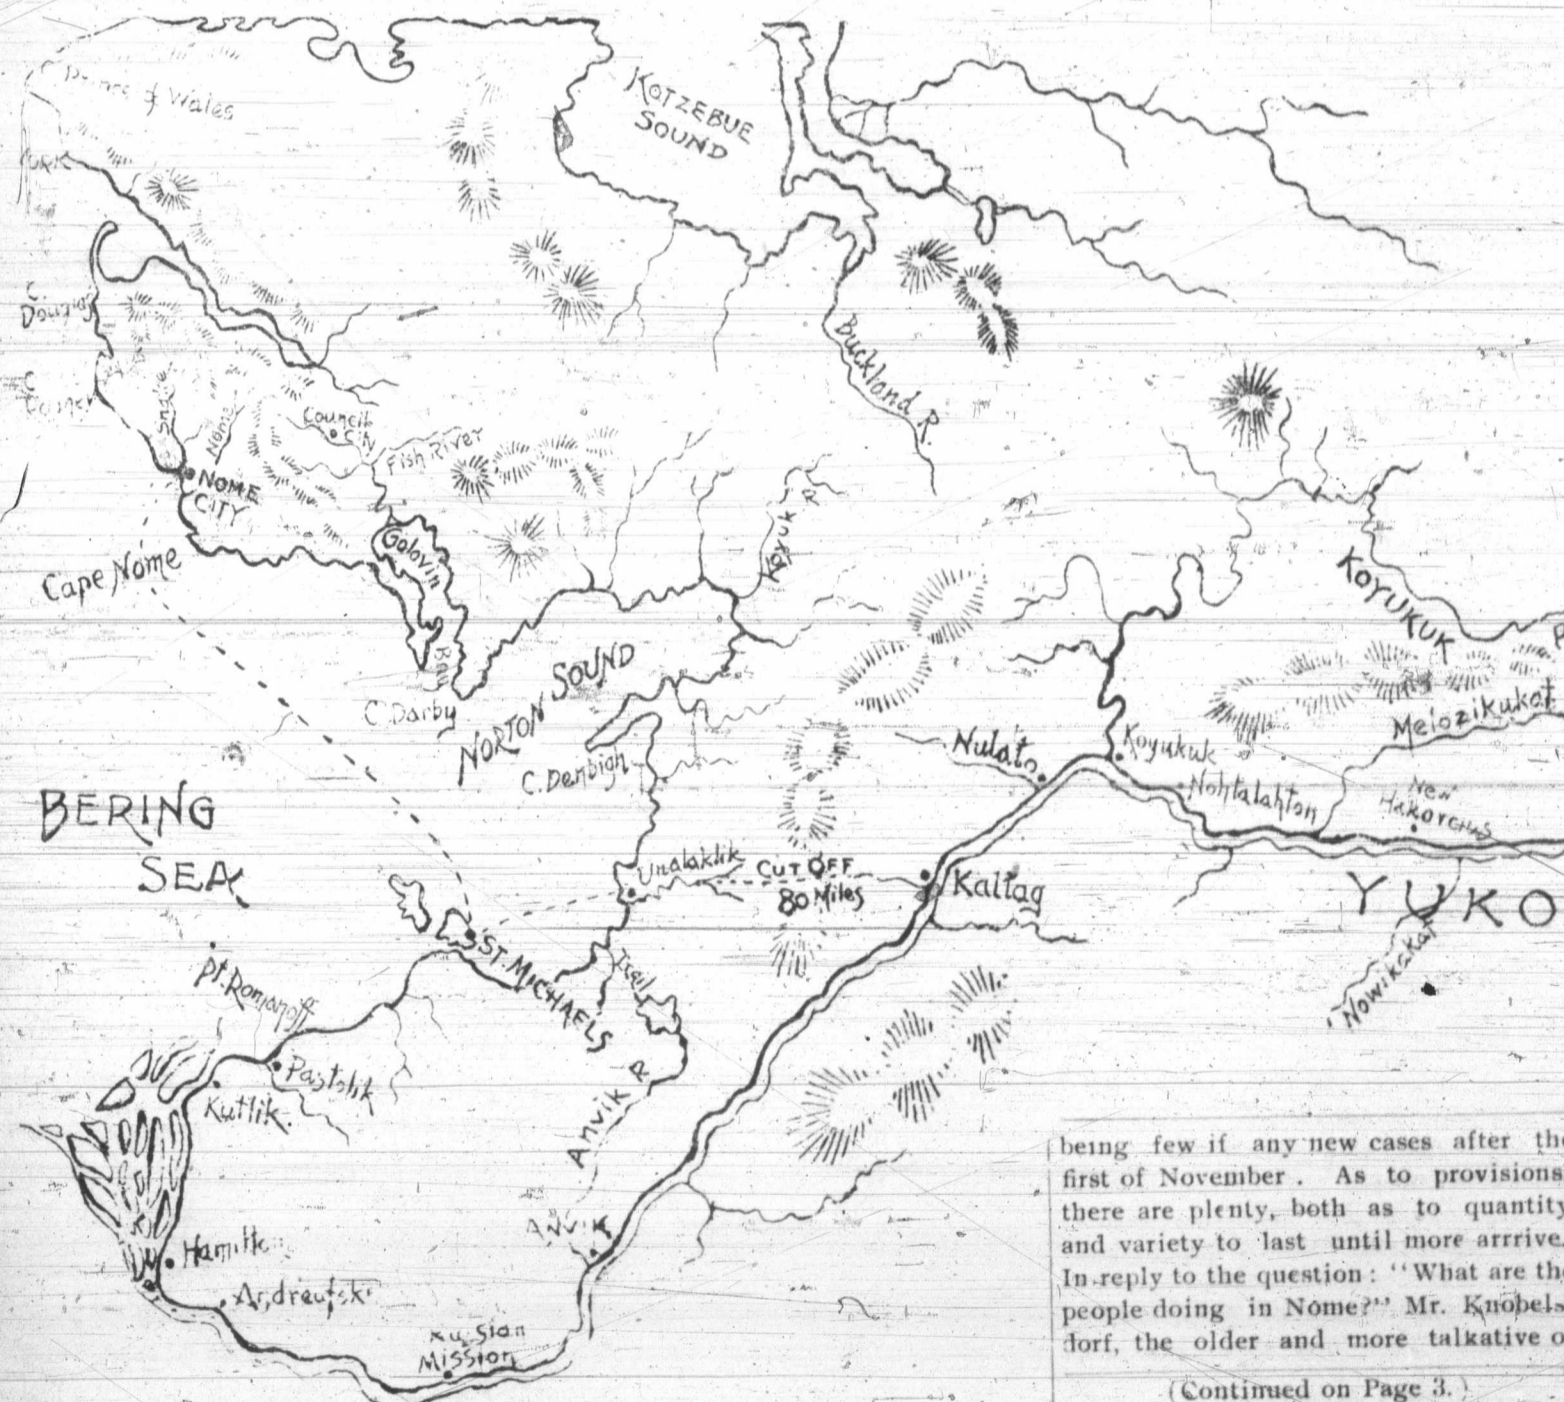 C. Prince of Wales
YORK
KOTZEBUE
SOUND
C
Douglas
Buckland R.
C
Snake
Nome
Council
Fish River
NOME
CITY
Golovin
Bay
Koyuk R
Cape Nome
KOYUKUK
C. Darby
NORTON SOUND
C. Denbigh
Meiozikukat
Nulato
Koyukuk
Nohtalahton
New
BERING
SEA
Unalaklik
CUT OFF
80 Miles
Kaltag
YUKO
Nowikakat
ST. MICHAELS
Trail
pt. Romanoff
Pastolik
Kutlik.
Anvik R
ANVIK
Hamilton
Andreafski
Russian
Mission
being few if any new cases after the
first of November. As to provisions
there are plenty, both as to quantity
and variety to last until more arrrive.
In reply to the question: "What are the
people doing in Nome?" Mr. Knobels-
dorf, the older and more talkative o
(Continued on Page 3.)